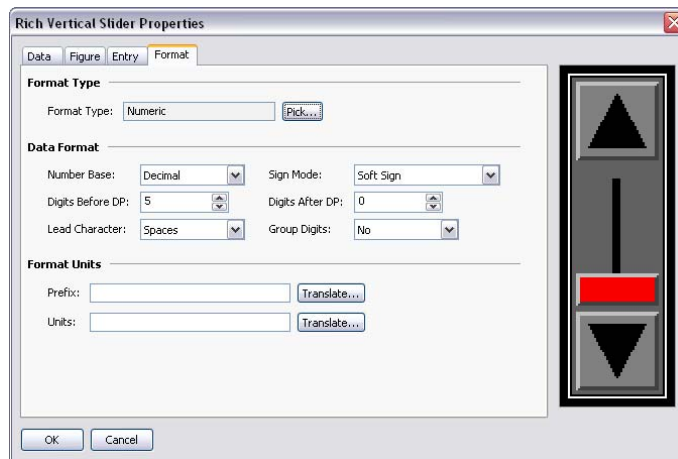 Rich Vertical Slider Properties
Data Figure Entry Format
Format Type
Format Type: Numeric Pick...
Data Format
Number Base: Decimal Sign Mode: Soft Sign
Digits Before DP: 5 Digits After DP: 0
Lead Character: Spaces Group Digits: No
Format Units
Prefix: Translate...
Units: Translate...
OK Cancel